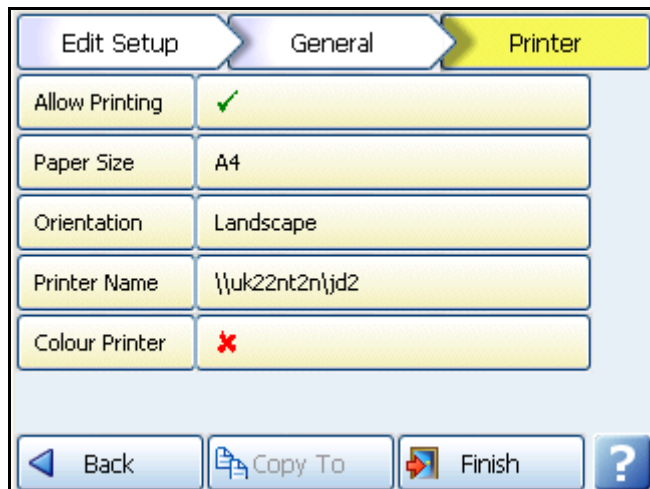 Edit Setup General Printer
Allow Printing
Paper Size A4
Orientation Landscape
Printer Name \\uk22nt2n\jd2
Colour Printer
Back Copy To Finish ?